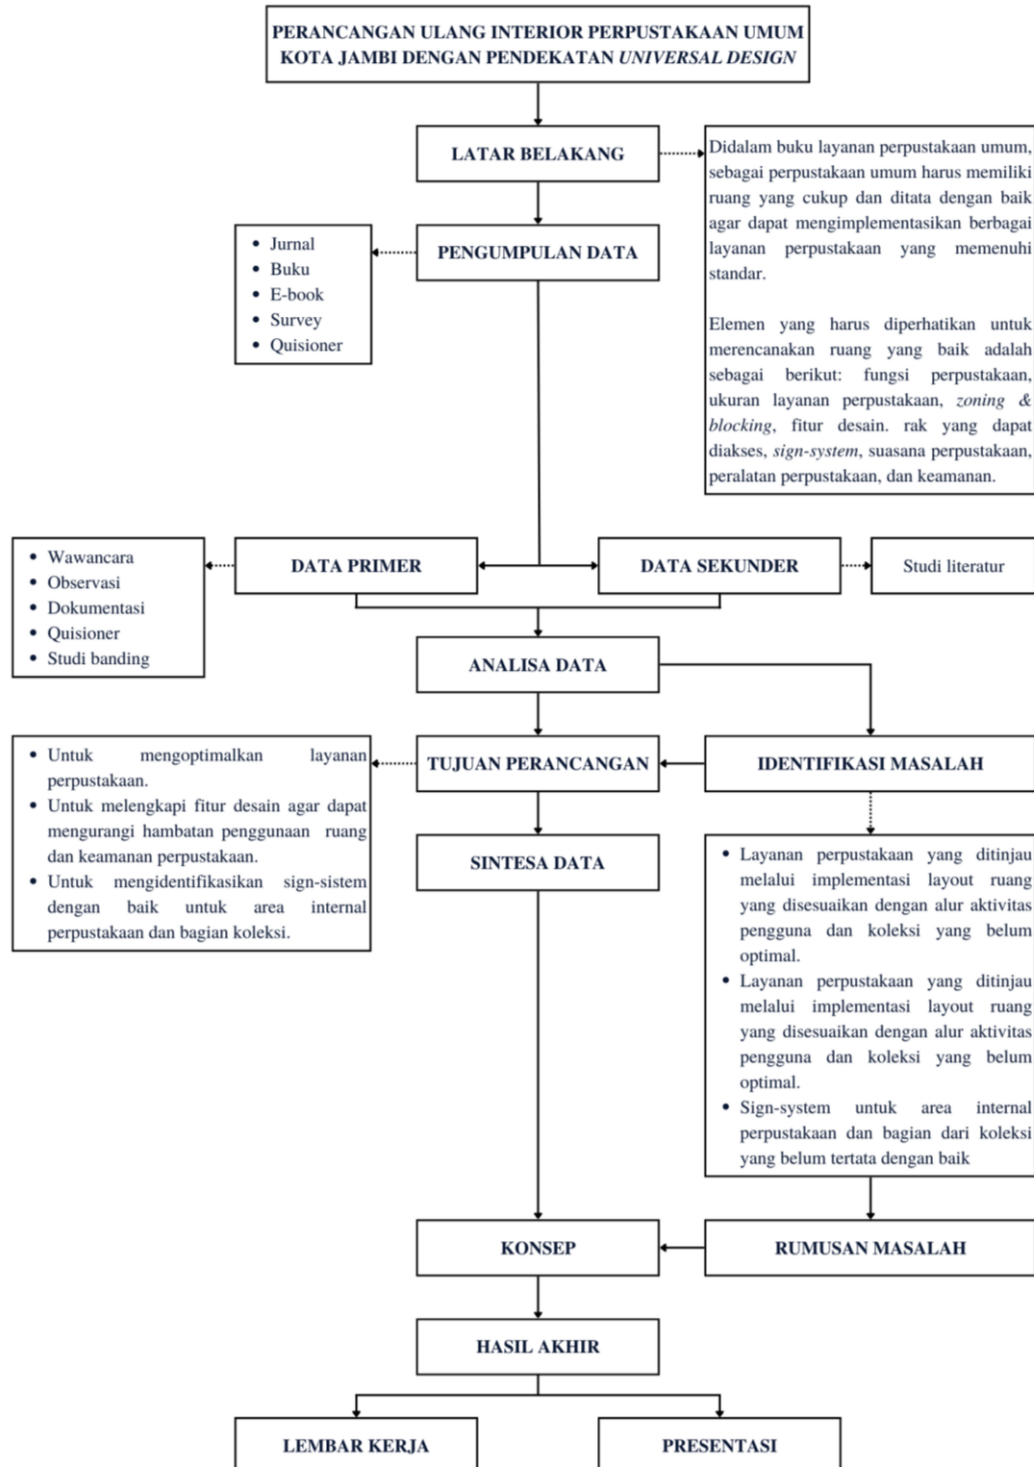 PERANCANGAN ULANG INTERIOR PERPUSTAKAAN UMUM
KOTA JAMBI DENGAN PENDEKATAN UNIVERSAL DESIGN
LATAR BELAKANG
Didalam buku layanan perpustakaan umum,
sebagai perpustakaan umum harus memiliki
ruang yang cukup dan ditata dengan baik
agar dapat mengimplementasikan berbagai
layanan perpustakaan yang memenuhi
standar.
Elemen yang harus diperhatikan untuk
merencanakan ruang yang baik adalah
sebagai berikut: fungsi perpustakaan,
ukuran layanan perpustakaan, zoning &
blocking, fitur desain. rak yang dapat
diakses, sign-system, suasana perpustakaan,
peralatan perpustakaan, dan keamanan.
PENGUMPULAN DATA
• Jurnal
• Buku
• E-book
• Survey
• Quisioner
DATA PRIMER
• Wawancara
• Observasi
• Dokumentasi
• Quisioner
• Studi banding
DATA SEKUNDER
Studi literatur
ANALISA DATA
TUJUAN PERANCANGAN
• Untuk mengoptimalkan layanan
perpustakaan.
• Untuk melengkapi fitur desain agar dapat
mengurangi hambatan penggunaan ruang
dan keamanan perpustakaan.
• Untuk mengidentifikasikan sign-sistem
dengan baik untuk area internal
perpustakaan dan bagian koleksi.
IDENTIFIKASI MASALAH
SINTESA DATA
• Layanan perpustakaan yang ditinjau
melalui implementasi layout ruang
yang disesuaikan dengan alur aktivitas
pengguna dan koleksi yang belum
optimal.
• Layanan perpustakaan yang ditinjau
melalui implementasi layout ruang
yang disesuaikan dengan alur aktivitas
pengguna dan koleksi yang belum
optimal.
• Sign-system untuk area internal
perpustakaan dan bagian dari koleksi
yang belum tertata dengan baik
KONSEP
RUMUSAN MASALAH
HASIL AKHIR
LEMBAR KERJA
PRESENTASI